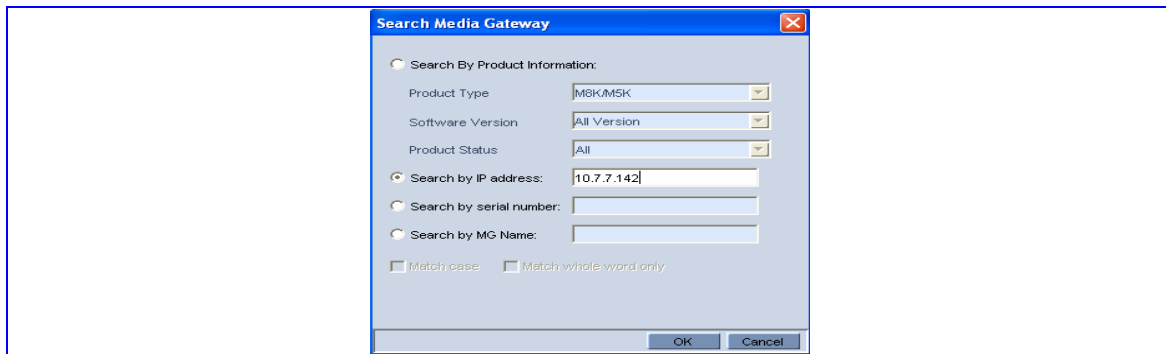 Search Media Gateway
Search By Product Information:
Product Type M8K/M5K
Software Version All Version
Product Status All
Search by IP address: 10.7.7.142
Search by serial number:
Search by MG Name:
Match case Match whole word only
OK Cancel